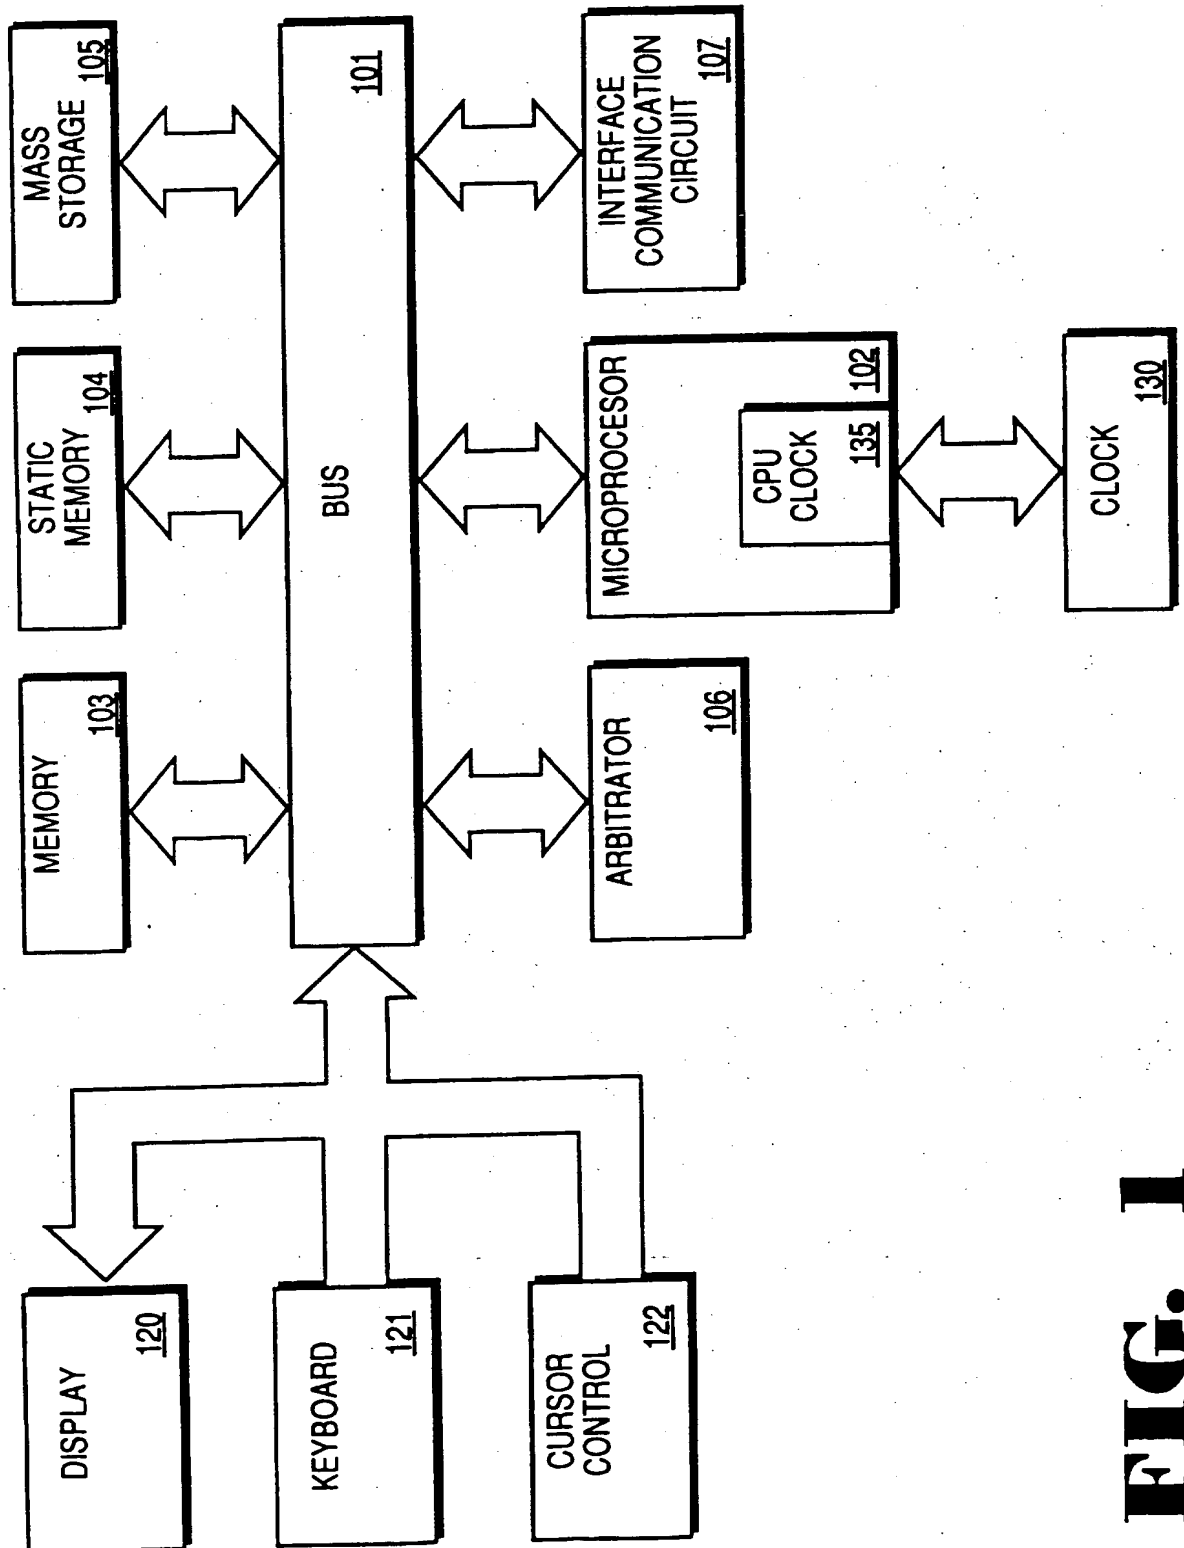 DISPLAY
120
KEYBOARD
121
CURSOR
CONTROL
122
MEMORY
103
STATIC
MEMORY
104
MASS
STORAGE
105
BUS
101
ARBITRATOR
106
MICROPROCESOR
102
CPU
CLOCK
135
INTERFACE
COMMUNICATION
CIRCUIT
107
CLOCK
130
FIG. 1